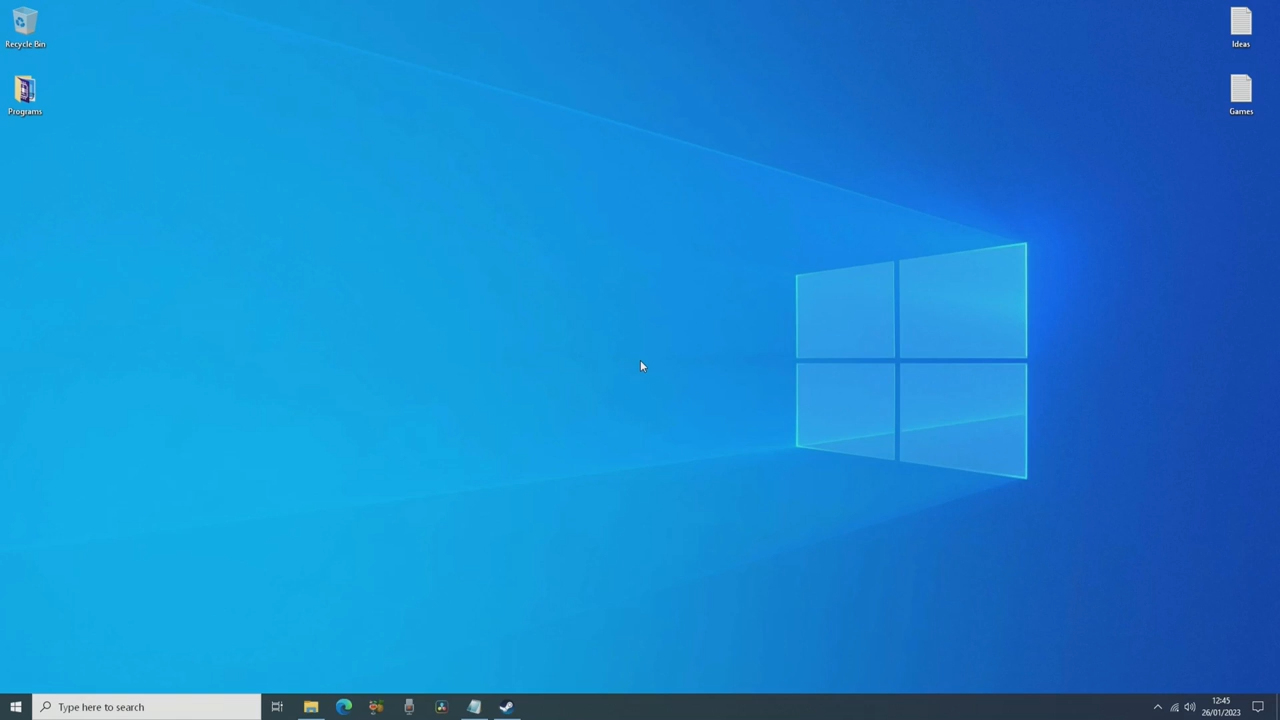 Recycle Bin
Programs
Ideas
Games
Type here to search
12:45
26/01/2023